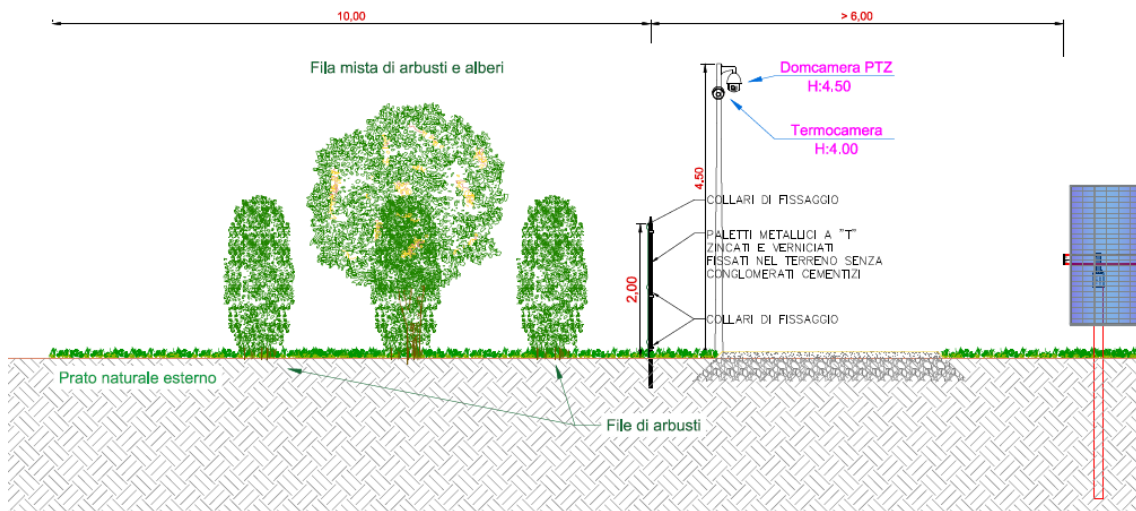 10,00
> 6,00
Fila mista di arbusti e alberi
Domcamera PTZ
H:4.50
Termocamera
H:4.00
4,50
COLLARI DI FISSAGGIO
PALETTI METALLICI A "T"
ZINCATI E VERNICIATI
FISSATI NEL TERRENO SENZA
CONGLOMERATI CEMENTIZI
E
2,00
COLLARI DI FISSAGGIO
Prato naturale esterno
File di arbusti